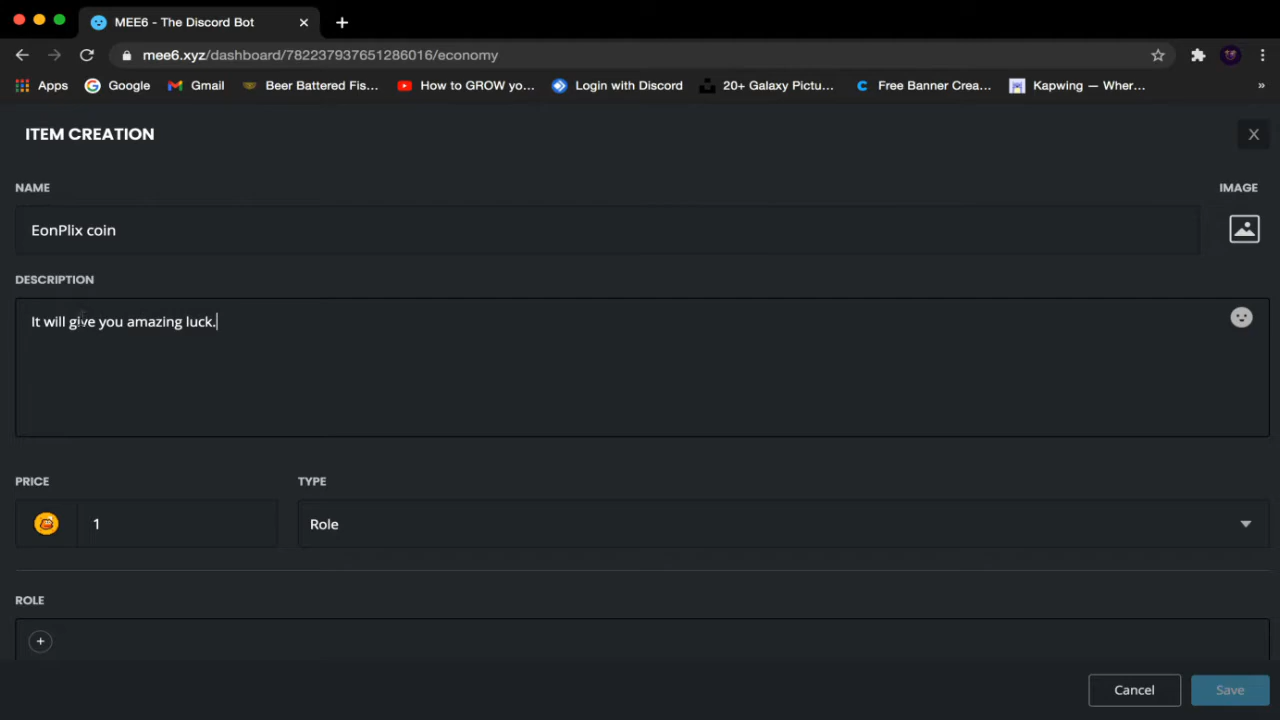 MEE6 - The Discord Bot
mee6.xyz/dashboard/782237937651286016/economy
Apps Google Gmail Beer Battered Fis... How to GROW yo... Login with Discord 20+ Galaxy Pictu... Free Banner Crea... Kapwing — Wher... »
ITEM CREATION
X
NAME
IMAGE
EonPlix coin
DESCRIPTION
It will give you amazing luck.
PRICE
TYPE
1
Role
ROLE
+
Cancel
Save